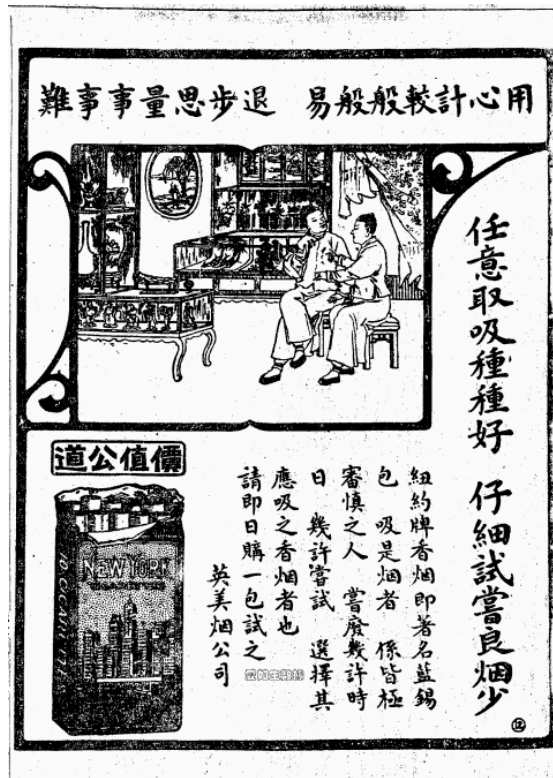 用心計較般般易 退步思量事事難
任意取吸種種好 仔細試嘗良烟少
紐約牌香烟即著名藍錫
包 吸是烟者 係皆極
審慎之人 嘗廢幾許時
日 幾許嘗試 選擇其
應吸之香烟者也
請即日購一包試之
英美烟公司
價值公道
NEW YORK
CIGARETTES
10 CIGARETTES